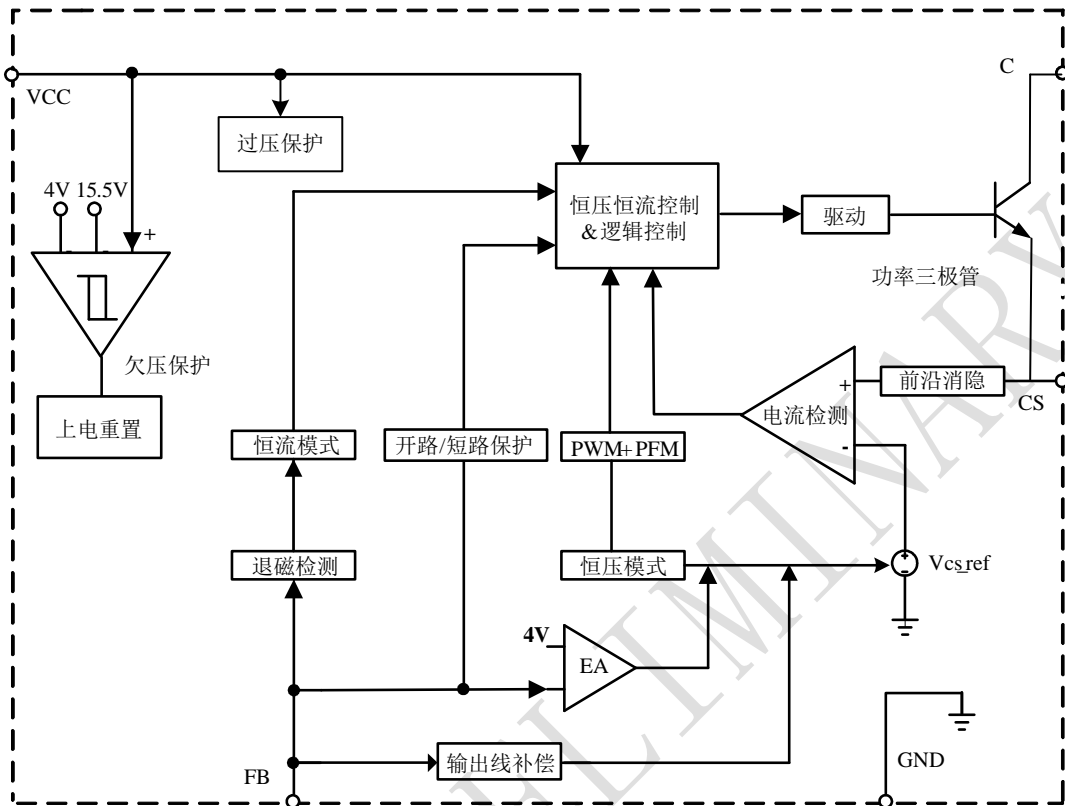 C
VCC
过压保护
4V 15.5V
+
-
-
恒压恒流控制
&逻辑控制
驱动
功率三极管
欠压保护
上电重置
+
前沿消隐
CS
电流检测
-
恒流模式
开路/短路保护
PWM+PFM
退磁检测
恒压模式
+
-
Vcs_ref
4V
EA
输出线补偿
FB
GND
ELIMINARY